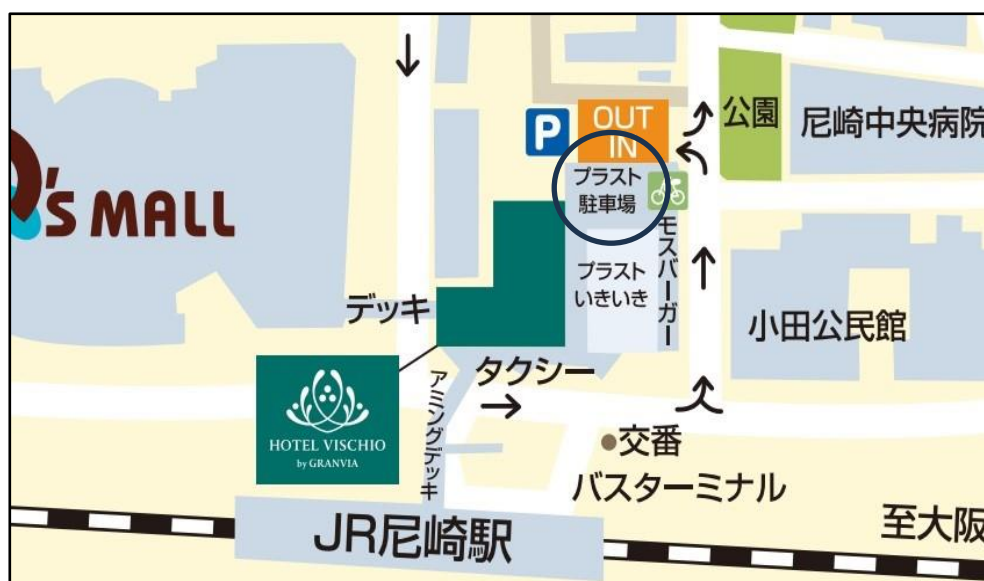 P
OUT
IN
公園
尼崎中央病院
プラスト
駐車場
'S MALL
モスバーガー
プラスト
いきいき
デッキ
小田公民館
タクシー
アミングデッキ
HOTEL VISCHIO
by GRANVIA
交番
バスターミナル
JR尼崎駅
至大阪